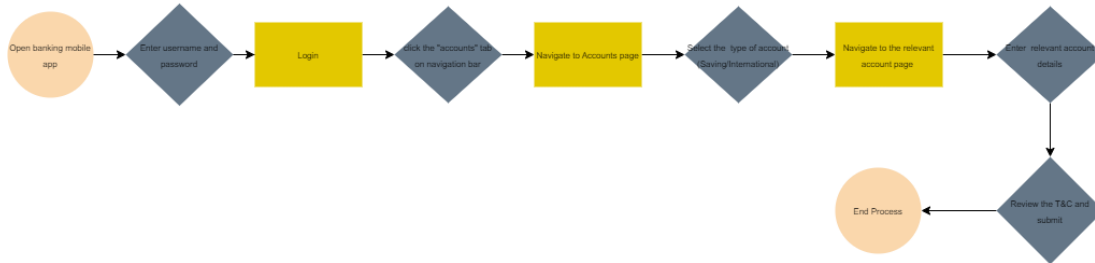 Open banking mobile
app
Enter username and
password
Login
click the "accounts" tab
on navigation bar
Navigate to Accounts page
Select the type of account
(Saving/International)
Navigate to the relevant
account page
Enter relevant account
details
Review the T&C and
submit
End Process